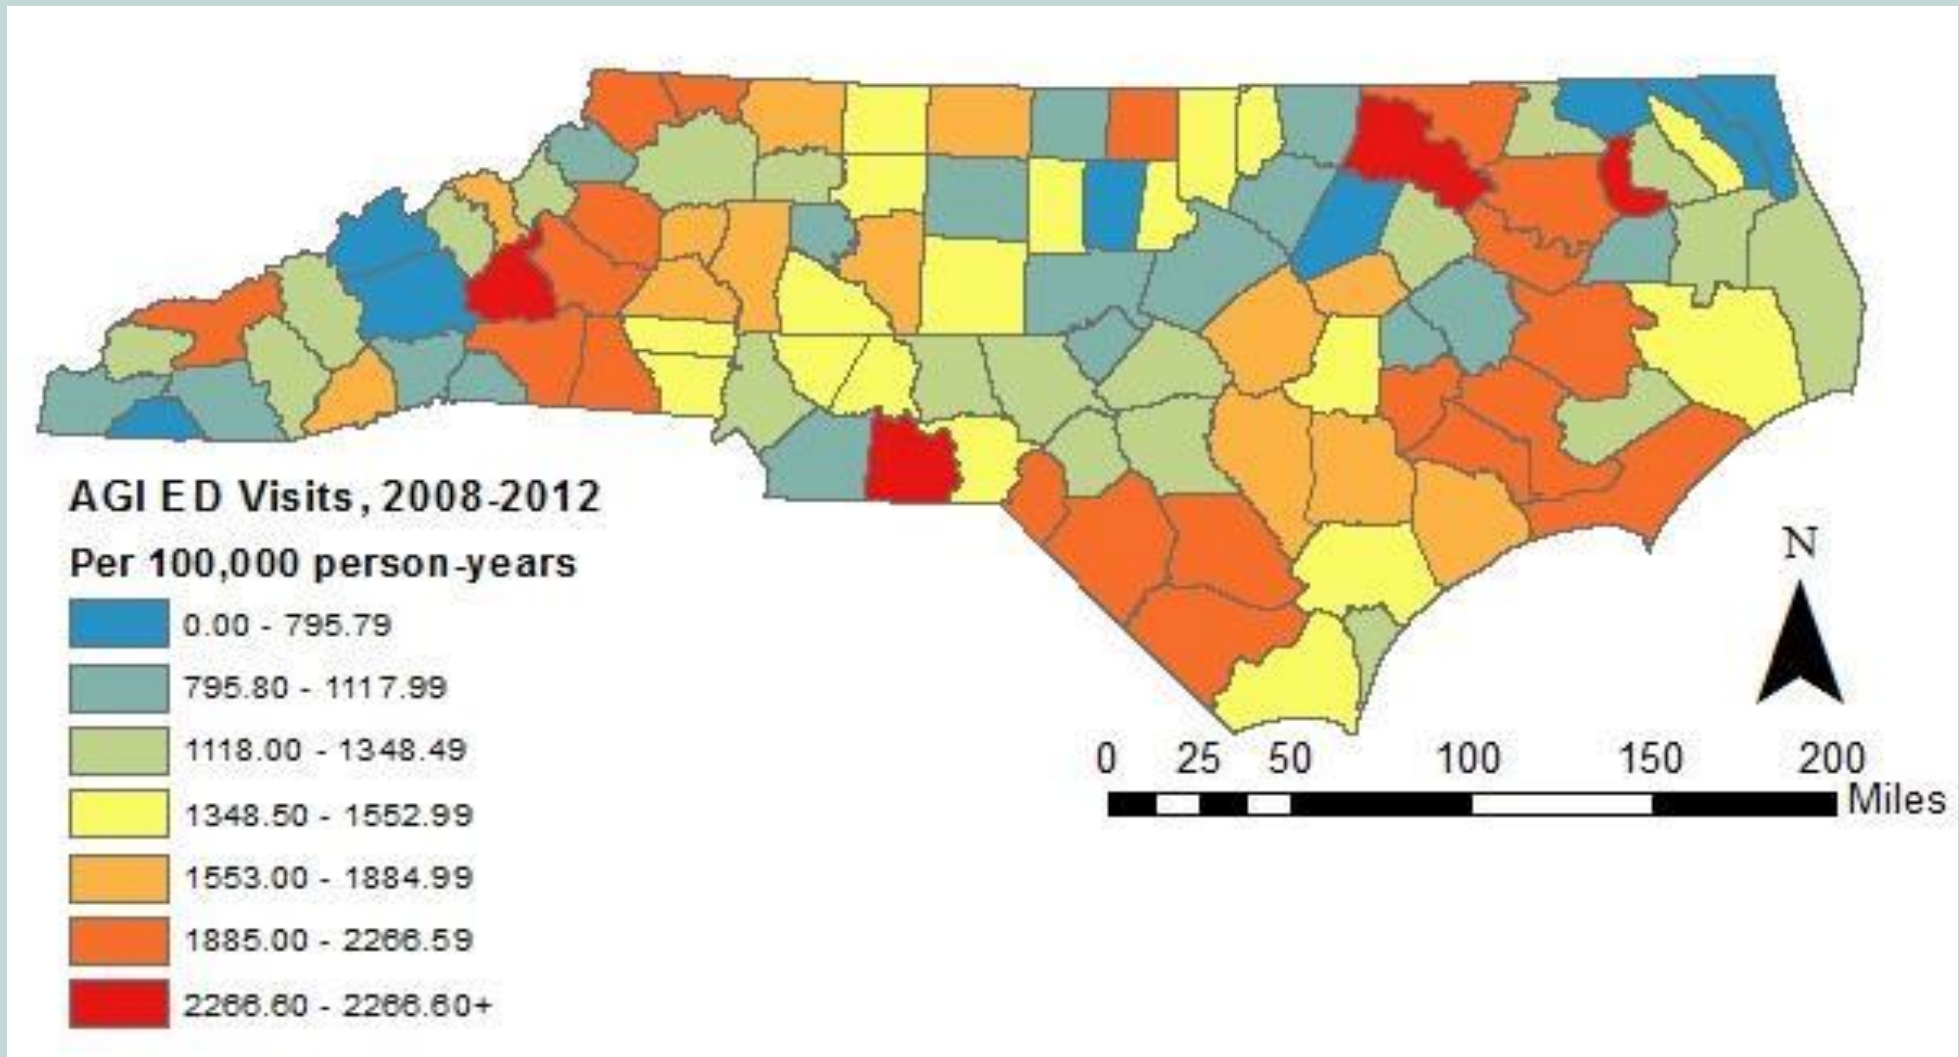 AGI ED Visits, 2008-2012
Per 100,000 person-years
0.00 - 795.79
795.80 - 1117.99
1118.00 - 1348.49
1348.50 - 1552.99
1553.00 - 1884.99
1885.00 - 2266.59
2266.60 - 2266.60+
N
0 25 50 100 150 200
Miles